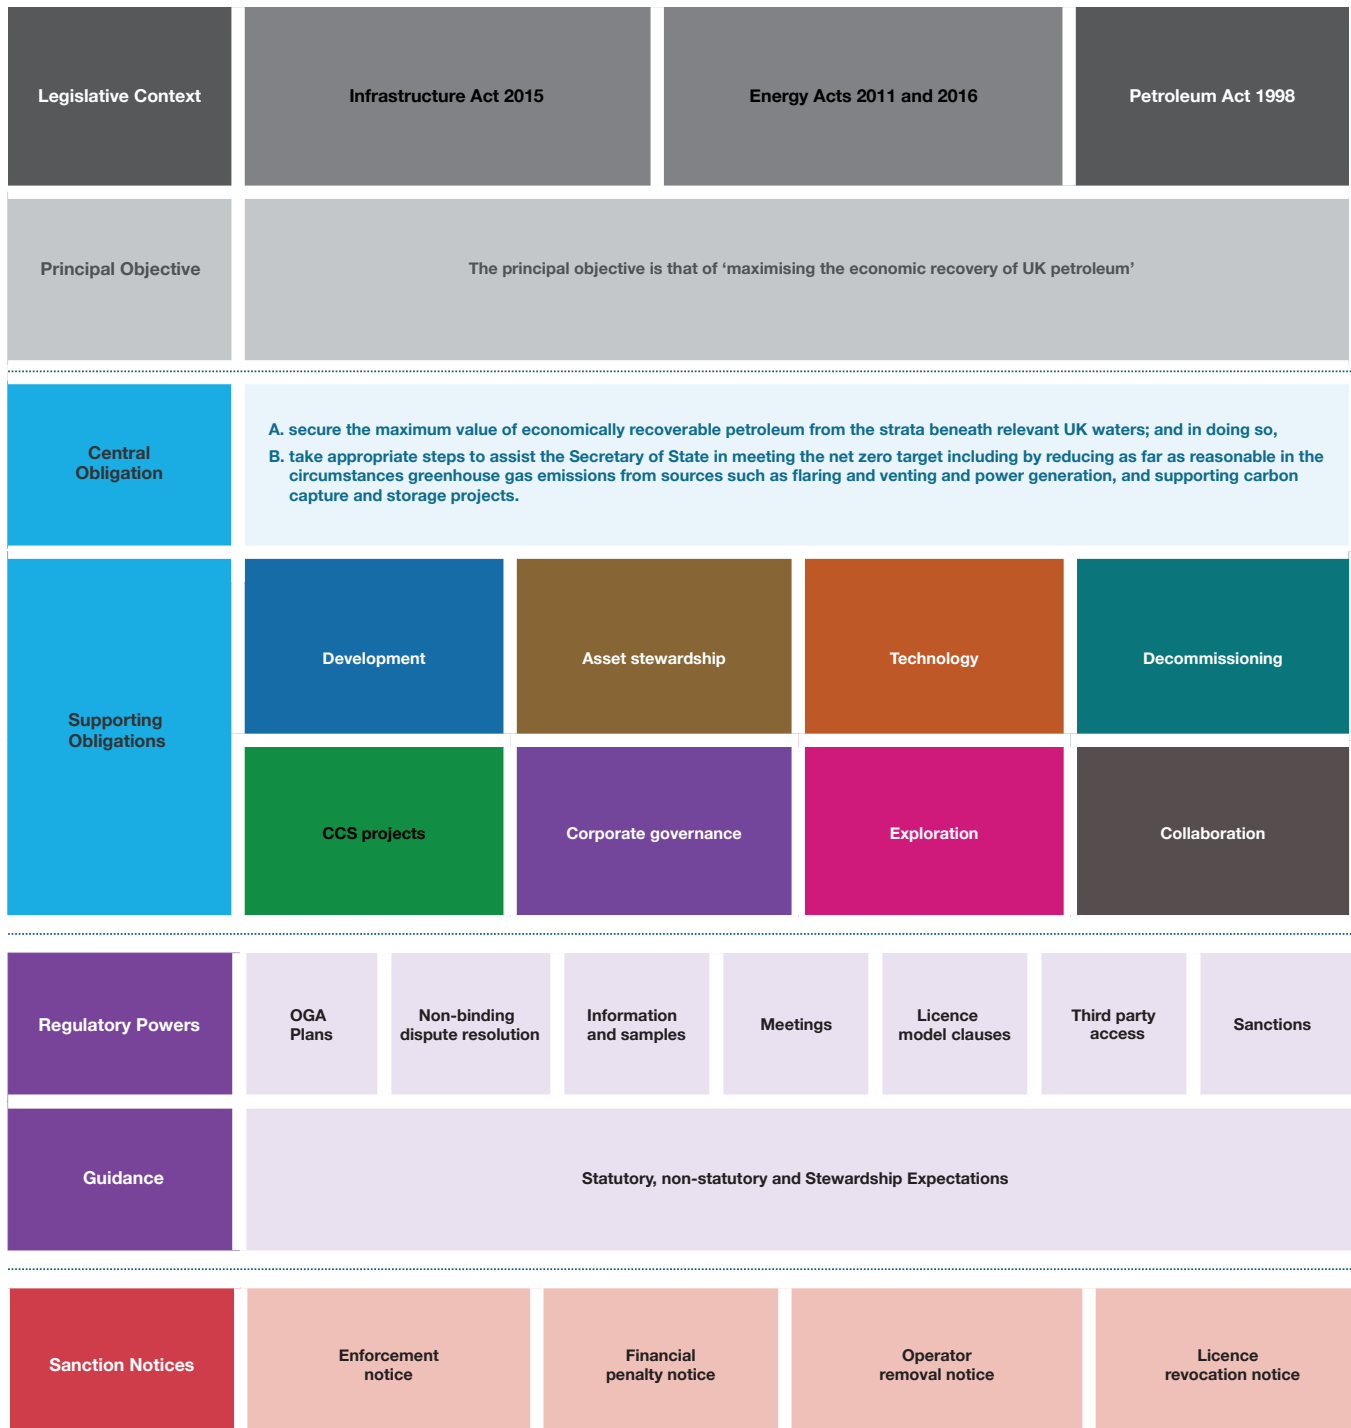 Legislative Context
Infrastructure Act 2015
Energy Acts 2011 and 2016
Petroleum Act 1998
Principal Objective
The principal objective is that of ‘maximising the economic recovery of UK petroleum’
Central
Obligation
A. secure the maximum value of economically recoverable petroleum from the strata beneath relevant UK waters; and in doing so,
B. take appropriate steps to assist the Secretary of State in meeting the net zero target including by reducing as far as reasonable in the
circumstances greenhouse gas emissions from sources such as flaring and venting and power generation, and supporting carbon
capture and storage projects.
Supporting
Obligations
Development
Asset stewardship
Technology
Decommissioning
CCS projects
Corporate governance
Exploration
Collaboration
Regulatory Powers
OGA
Plans
Non-binding
dispute resolution
Information
and samples
Meetings
Licence
model clauses
Third party
access
Sanctions
Guidance
Statutory, non-statutory and Stewardship Expectations
Sanction Notices
Enforcement
notice
Financial
penalty notice
Operator
removal notice
Licence
revocation notice